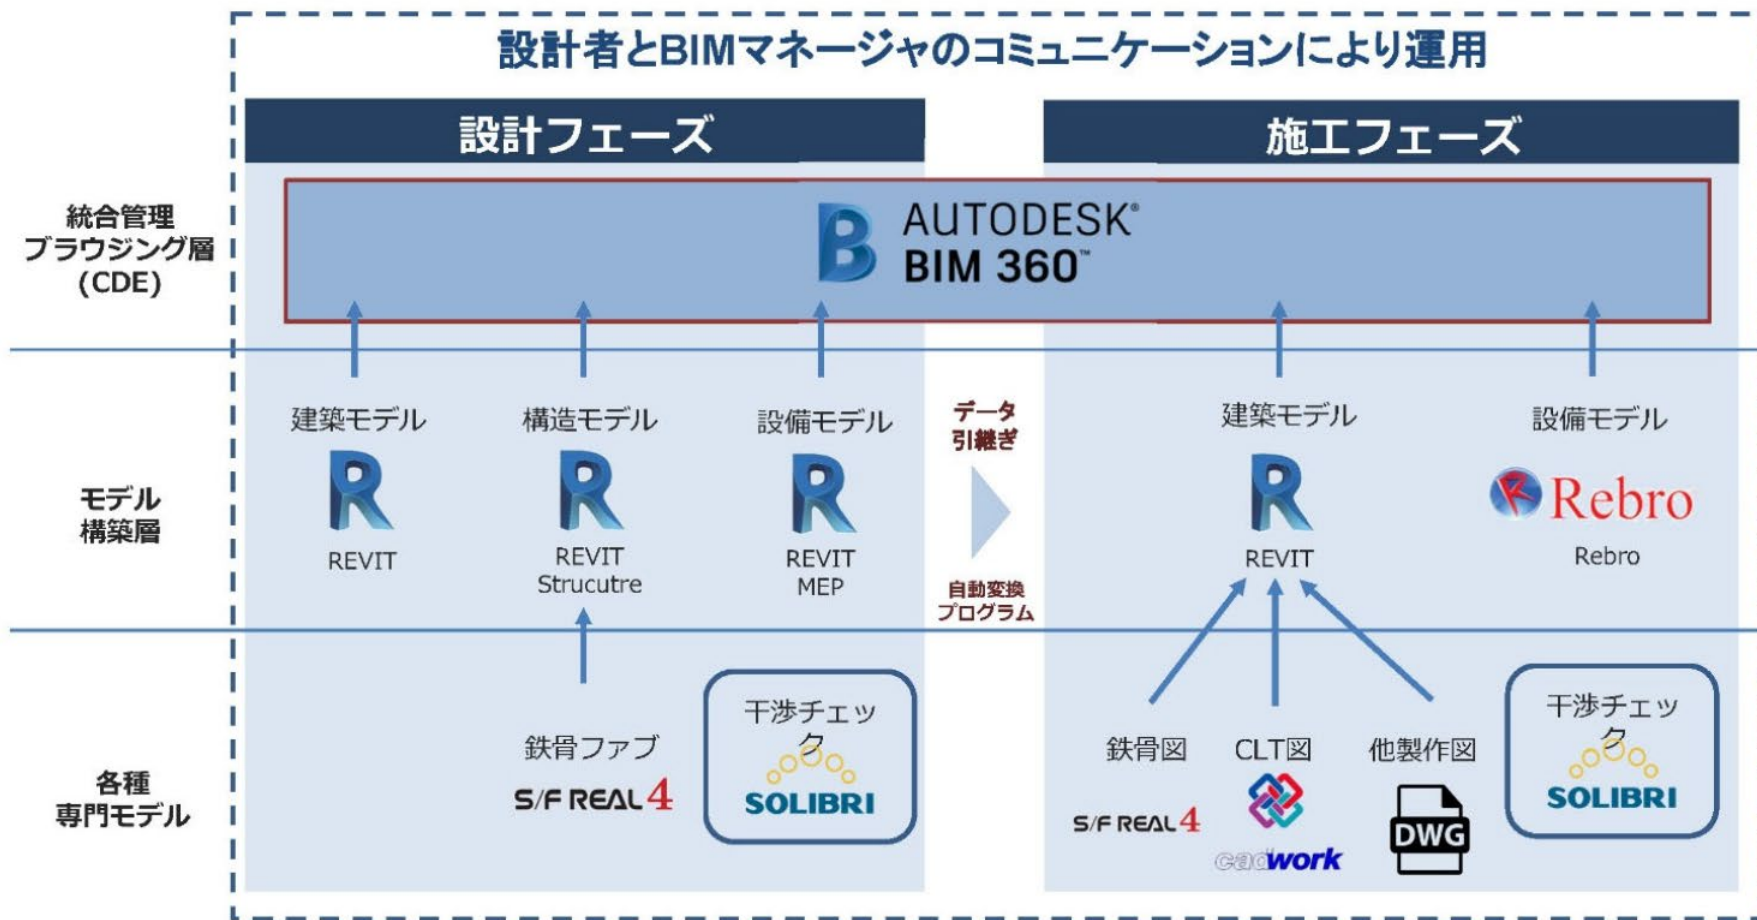 設計者とBIMマネージャのコミュニケーションにより運用
設計フェーズ
施工フェーズ
統合管理
ブラウジング層
(CDE)
AUTODESK®
BIM 360™
モデル
構築層
建築モデル
REVIT
構造モデル
REVIT
Strucutre
設備モデル
REVIT
MEP
データ
引継ぎ
自動変換
プログラム
建築モデル
REVIT
設備モデル
Rebro
Rebro
各種
専門モデル
鉄骨ファブ
S/F REAL 4
干渉チェッ
ク
SOLIBRI
鉄骨図
S/F REAL 4
CLT図
cadwork
他製作図
DWG
干渉チェッ
ク
SOLIBRI